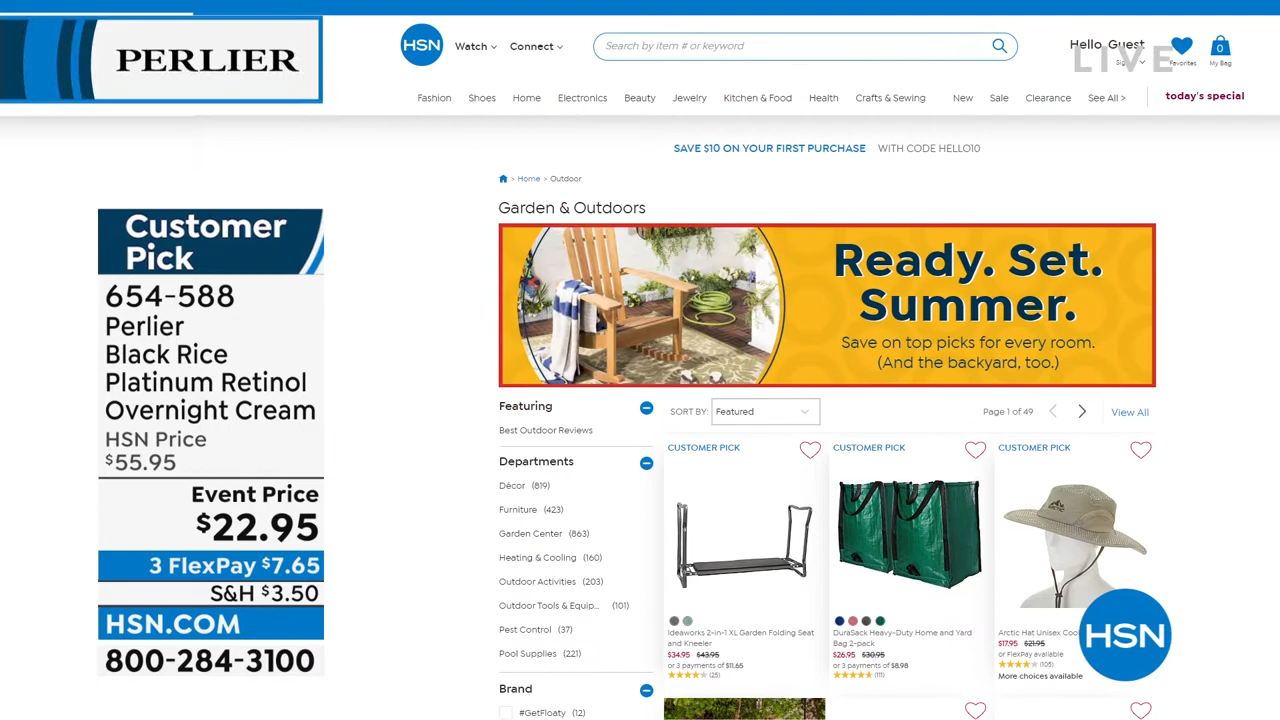 PERLIER
HSN
Watch
Connect
Search by item # or keyword
Hello, Guest
LIVE
Favorites
0
My Bag
Fashion Shoes Home Electronics Beauty Jewelry Kitchen & Food Health Crafts & Sewing New Sale Clearance See All >
today's special
SAVE $10 ON YOUR FIRST PURCHASE WITH CODE HELLO10
> Home > Outdoor
Garden & Outdoors
Ready. Set.
Summer.
Save on top picks for every room.
(And the backyard, too.)
Customer
Pick
654-588
Perlier
Black Rice
Platinum Retinol
Overnight Cream
HSN Price
$55.95
Event Price
$22.95
3 FlexPay $7.65
S&H $3.50
HSN.COM
800-284-3100
Featuring
Best Outdoor Reviews
Departments
Décor (819)
Furniture (423)
Garden Center (863)
Heating & Cooling (160)
Outdoor Activities (203)
Outdoor Tools & Equip... (101)
Pest Control (37)
Pool Supplies (221)
Brand
#GetFloaty (12)
SORT BY: Featured
Page 1 of 49
View All
CUSTOMER PICK
Ideaworks 2-in-1 XL Garden Folding Seat
and Kneeler
$34.95 $43.95
or 3 payments of $11.65
(25)
CUSTOMER PICK
DuraSack Heavy-Duty Home and Yard
Bag 2-pack
$26.95 $30.95
or 3 payments of $8.98
(111)
CUSTOMER PICK
ARCTIC
Arctic Hat Unisex
$17.95 $21.95
or FlexPay available
(105)
More choices available
HSN